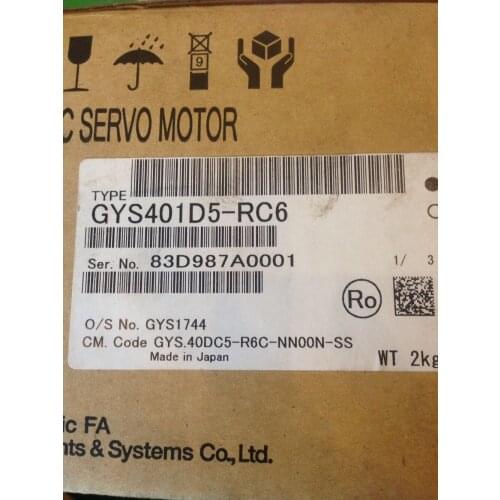 9
C SERVO MOTOR
TYPE
GYS401D5-RC6
Ser. No. 83D987A0001
1/ 3
Ro
O/S No. GYS1744
CM. Code GYS.40DC5-R6C-NN00N-SS
Made in Japan
WT 2kg
ic FA
nts & Systems Co., Ltd.